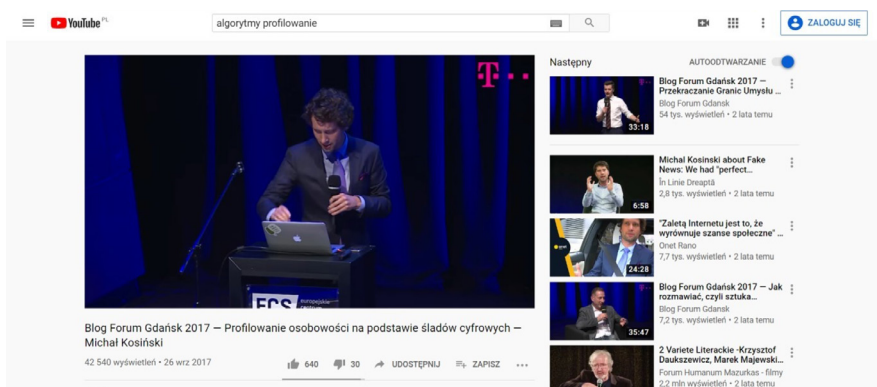 YouTube PL
algorytmy profilowanie
ZALOGUJ SIĘ
T
ECS europejskie
centrum
Blog Forum Gdańsk 2017 — Profilowanie osobowości na podstawie śladów cyfrowych —
Michał Kosiński
42 540 wyświetleń • 26 wrz 2017
640
30
UDOSTĘPNIJ
ZAPISZ
Następny
AUTOODTWARZANIE
Blog Forum Gdańsk 2017 —
Przekraczanie Granic Umysłu ...
Blog Forum Gdansk
54 tys. wyświetleń • 2 lata temu
33:18
Michal Kosinski about Fake
News: We had "perfect...
În Linie Dreaptă
2,8 tys. wyświetleń • 2 lata temu
6:58
"Zaletą Internetu jest to, że
wyrównuje szanse społeczne" ...
Onet Rano
7,7 tys. wyświetleń • 2 lata temu
24:28
Blog Forum Gdańsk 2017 — Jak
rozmawiać, czyli sztuka...
Blog Forum Gdansk
7,2 tys. wyświetleń • 2 lata temu
35:47
2 Variete Literackie -Krzysztof
Daukszewicz, Marek Majewski...
Forum Humanum Mazurkas - filmy
2,2 mln wyświetleń • 2 lata temu